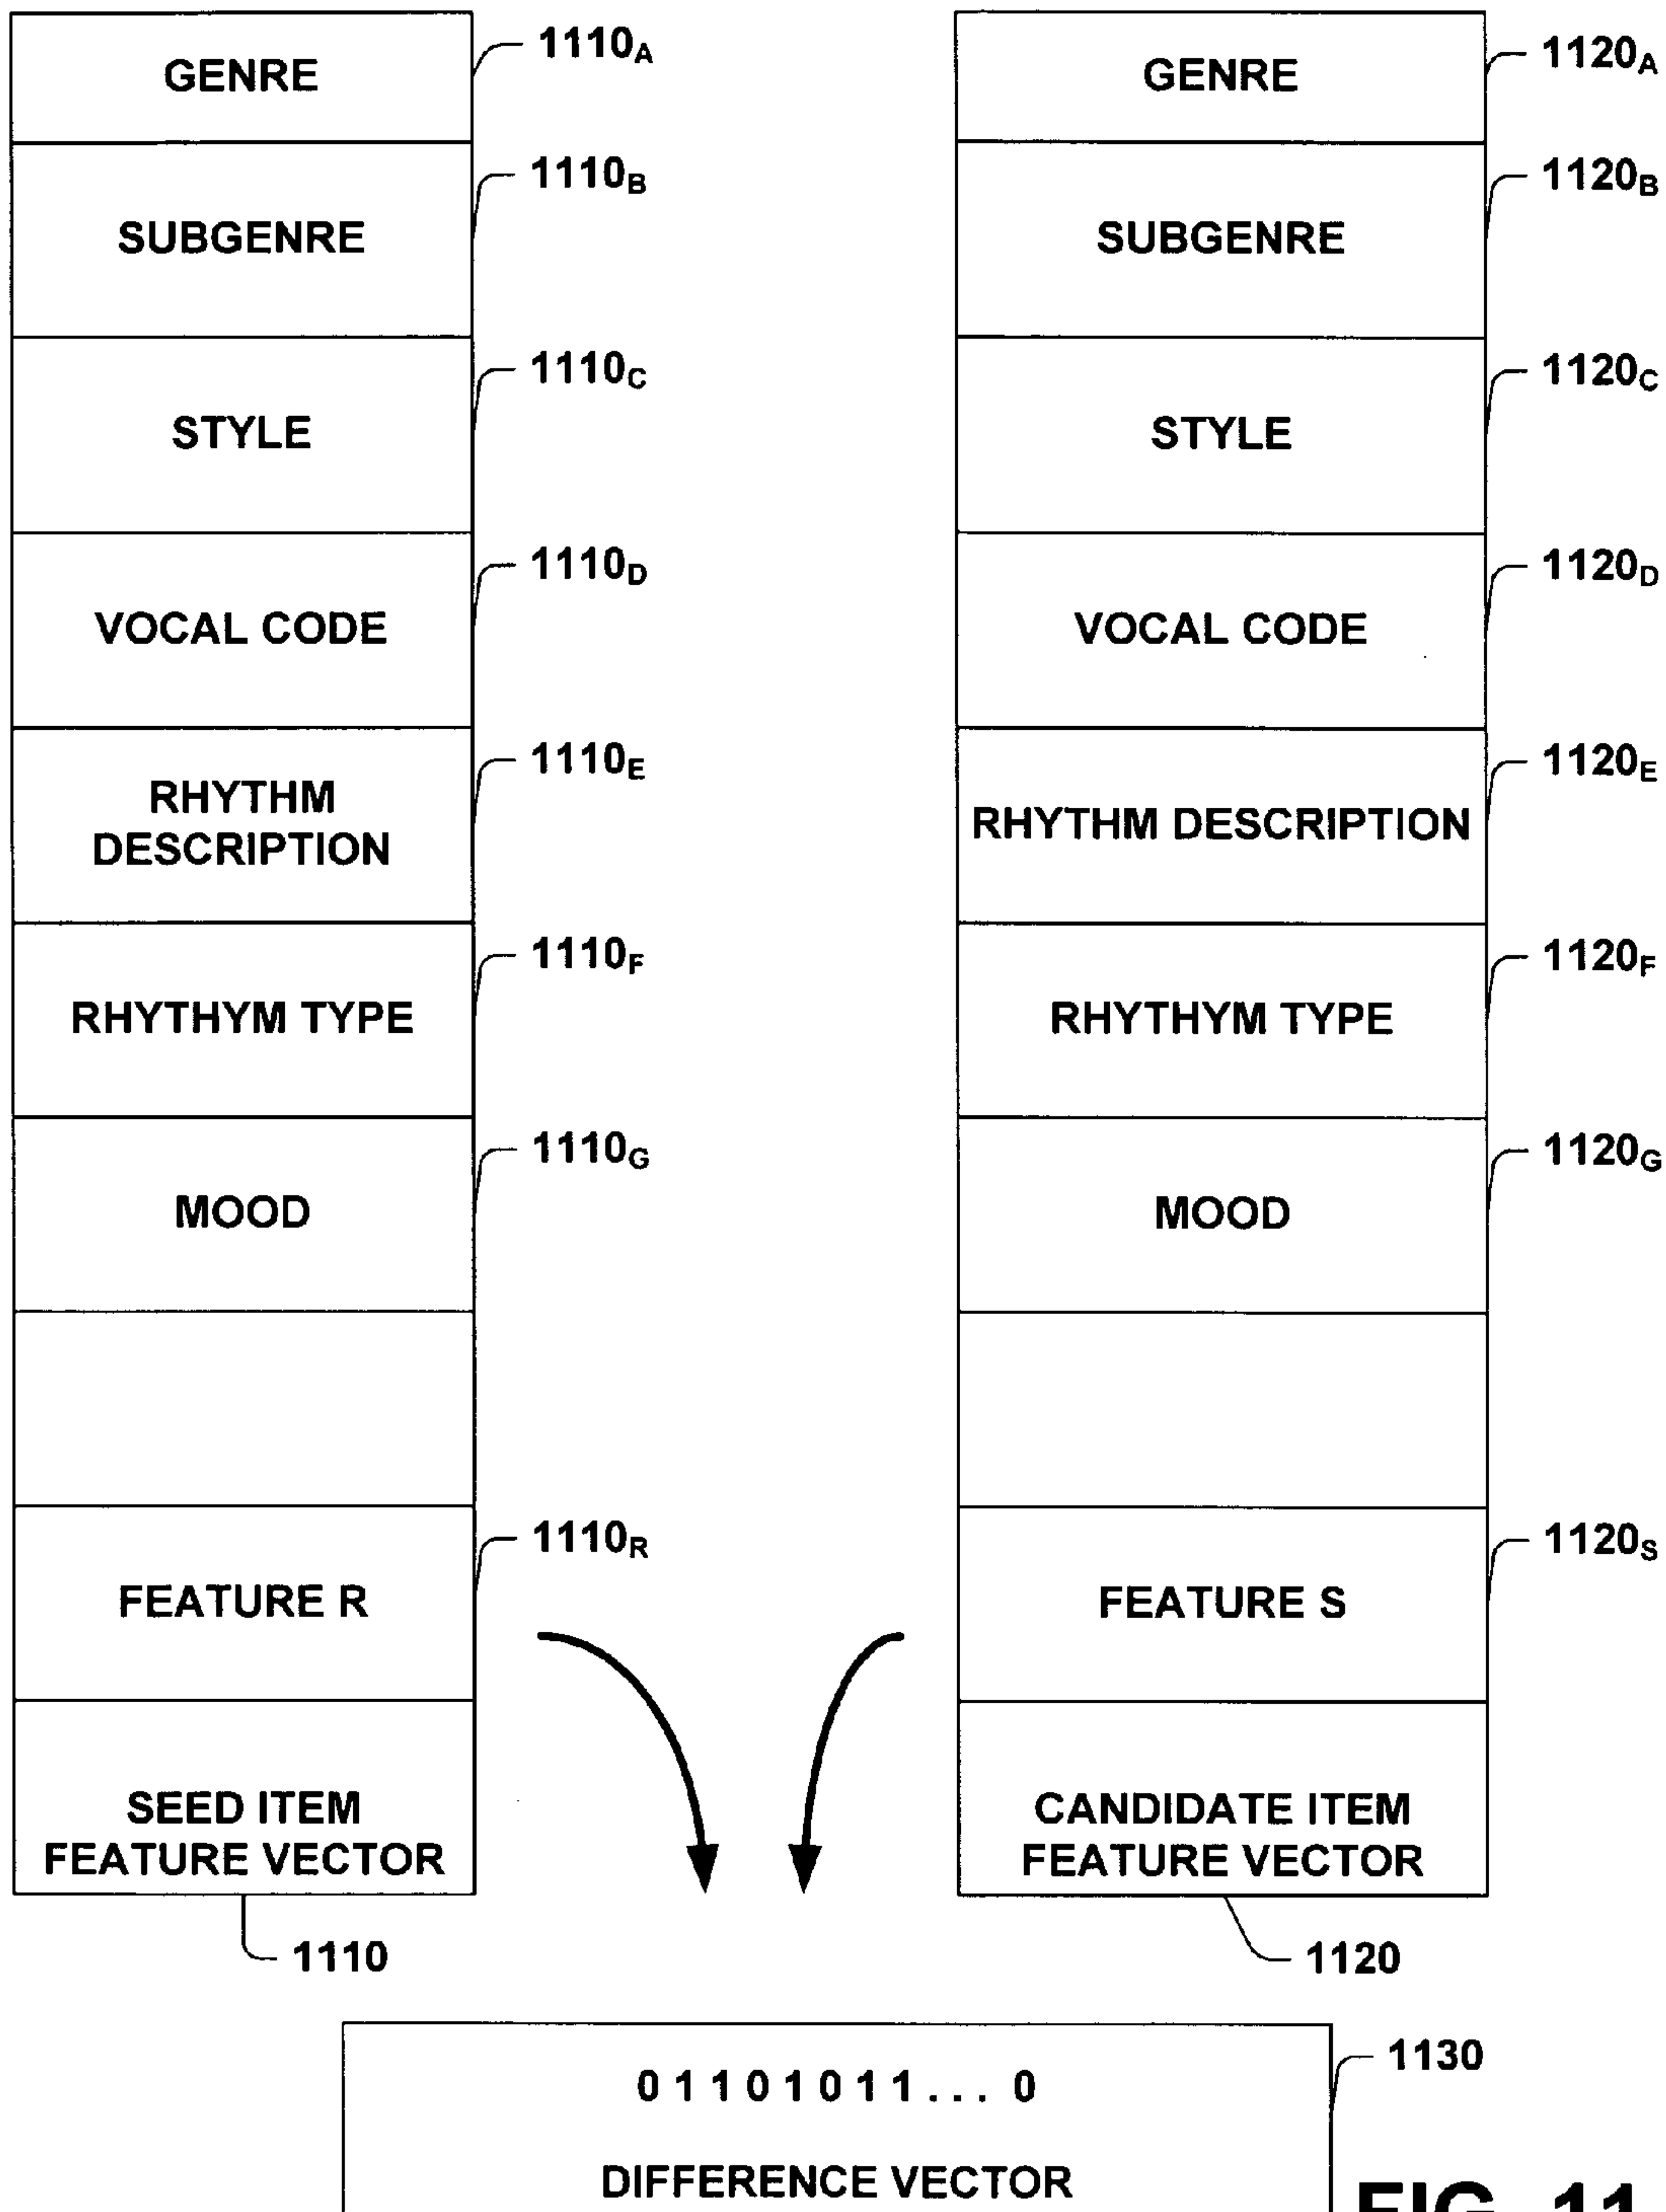 GENRE
1110A
SUBGENRE
1110B
STYLE
1110C
VOCAL CODE
1110D
RHYTHM
DESCRIPTION
1110E
RHYTHYM TYPE
1110F
MOOD
1110G
FEATURE R
1110R
SEED ITEM
FEATURE VECTOR
1110
GENRE
1120A
SUBGENRE
1120B
STYLE
1120C
VOCAL CODE
1120D
RHYTHM DESCRIPTION
1120E
RHYTHYM TYPE
1120F
MOOD
1120G
FEATURE S
1120S
CANDIDATE ITEM
FEATURE VECTOR
1120
0 1 1 0 1 0 1 1 . . . 0
DIFFERENCE VECTOR
1130
FIG. 11